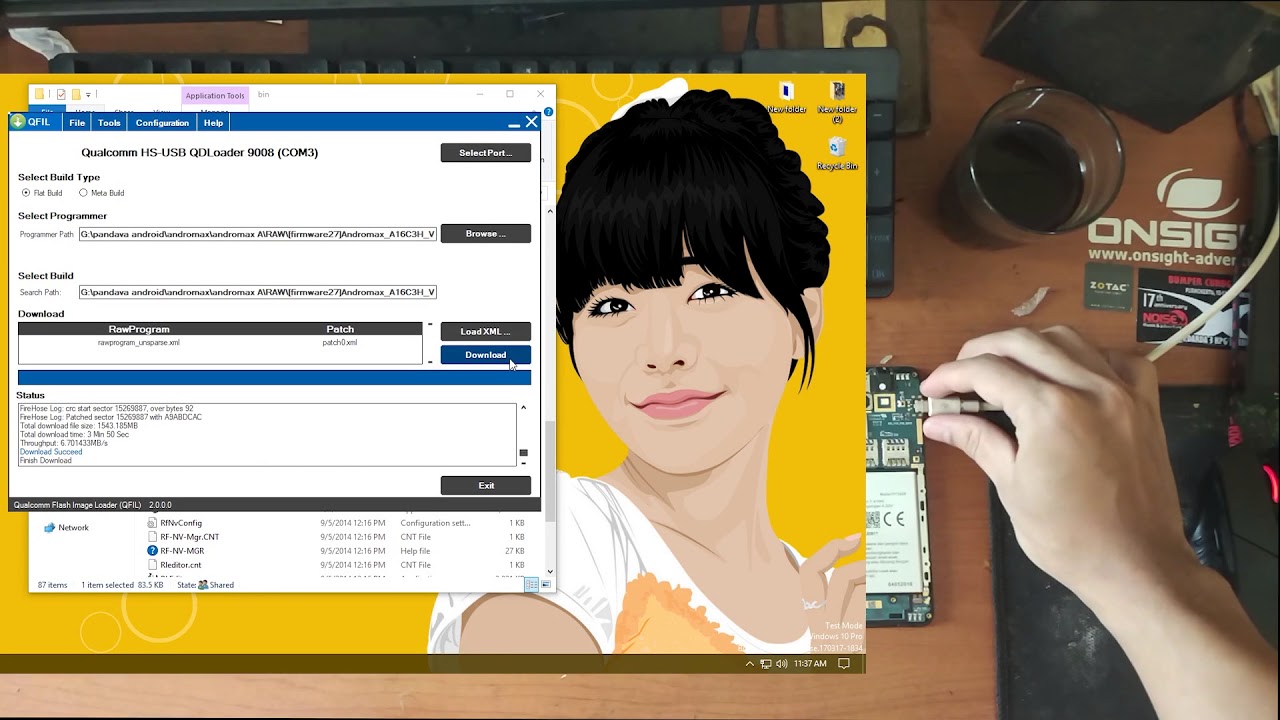 Application Tools
bin
QFIL
File
Tools
Configuration
Help
Qualcomm HS-USB QDLoader 9008 (COM3)
Select Port ...
Select Build Type
Flat Build
Meta Build
Select Programmer
Programmer Path
G:\pandava android\andromax\andromax A\RAW\[firmware27]Andromax_A16C3H_V
Browse ...
Select Build
Search Path:
G:\pandava android\andromax\andromax A\RAW\[firmware27]Andromax_A16C3H_V
Download
RawProgram
Patch
rawprogram_unsparse.xml
patch0.xml
Load XML ...
Download
Status
FireHose Log: crc start sector 15269887, over bytes 92
FireHose Log: Patched sector 15269887 with A9ABDCAC
Total download file size: 1543.185MB
Total download time: 3 Min 50 Sec
Throughput: 6.701433MB/s
Download Succeed
Finish Download
Exit
Qualcomm Flash Image Loader (QFIL) 2.0.0.0
Network
RfNvConfig 9/5/2014 12:16 PM Configuration sett... 1 KB
RF-NV-Mgr.CNT 9/5/2014 12:16 PM CNT File 1 KB
9/5/2014 12:16 PM Help file 27 KB
RIeditor.cnt 9/5/2014 12:16 PM CNT File 1 KB
87 items
1 item selected 83.5 KB
Shared
New folder
New folder (2)
Recycle Bin
Test Mode
Windows 10 Pro
se.170317-1834
11:37 AM
ONSIGH
www.onsight-adver
ZOTAC
BUMPER
17th
anniversary
NOISE
CE